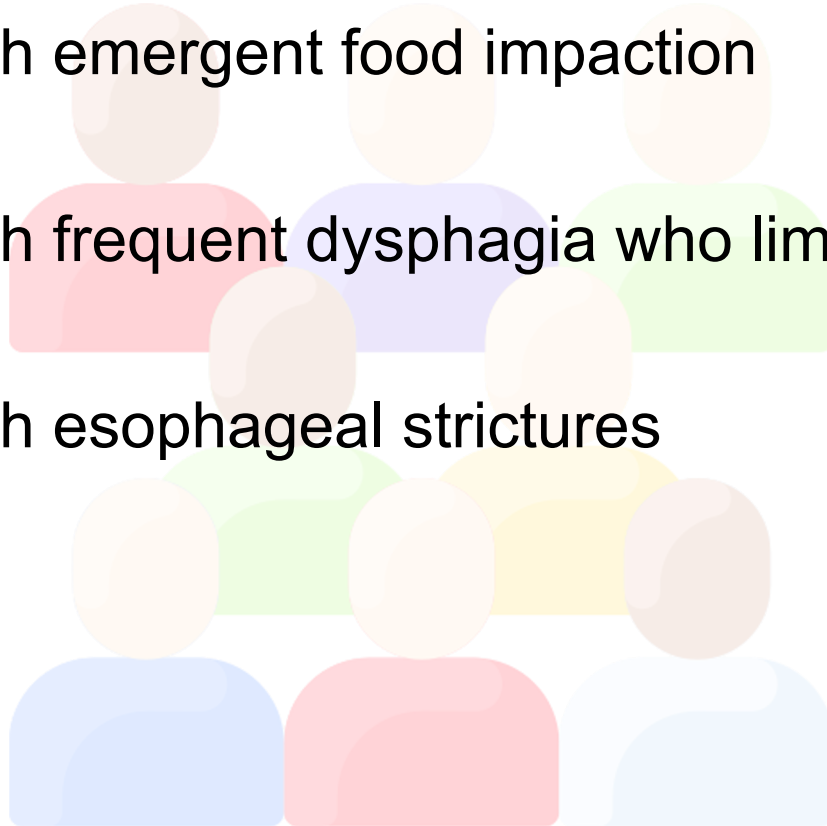 h emergent food impaction
h frequent dysphagia who lim
h esophageal strictures